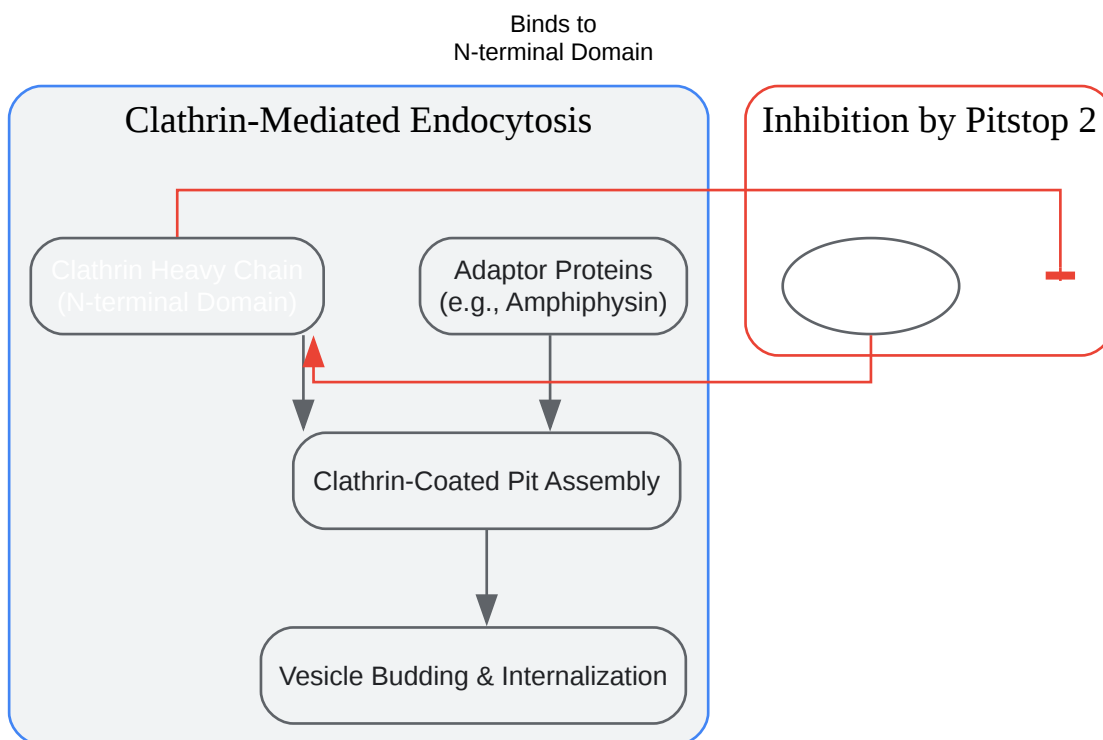 Binds to
N-terminal Domain
Clathrin-Mediated Endocytosis
Inhibition by Pitstop 2
Clathrin Heavy Chain
(N-terminal Domain)
Adaptor Proteins
(e.g., Amphiphysin)
Clathrin-Coated Pit Assembly
Vesicle Budding & Internalization